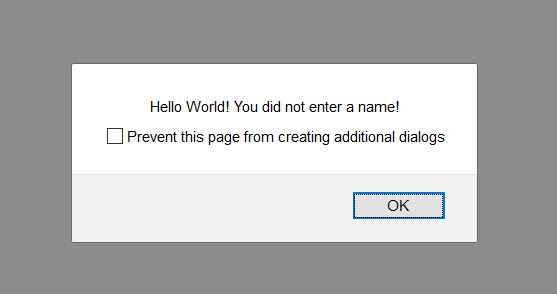 Hello World! You did not enter a name!
Prevent this page from creating additional dialogs
OK